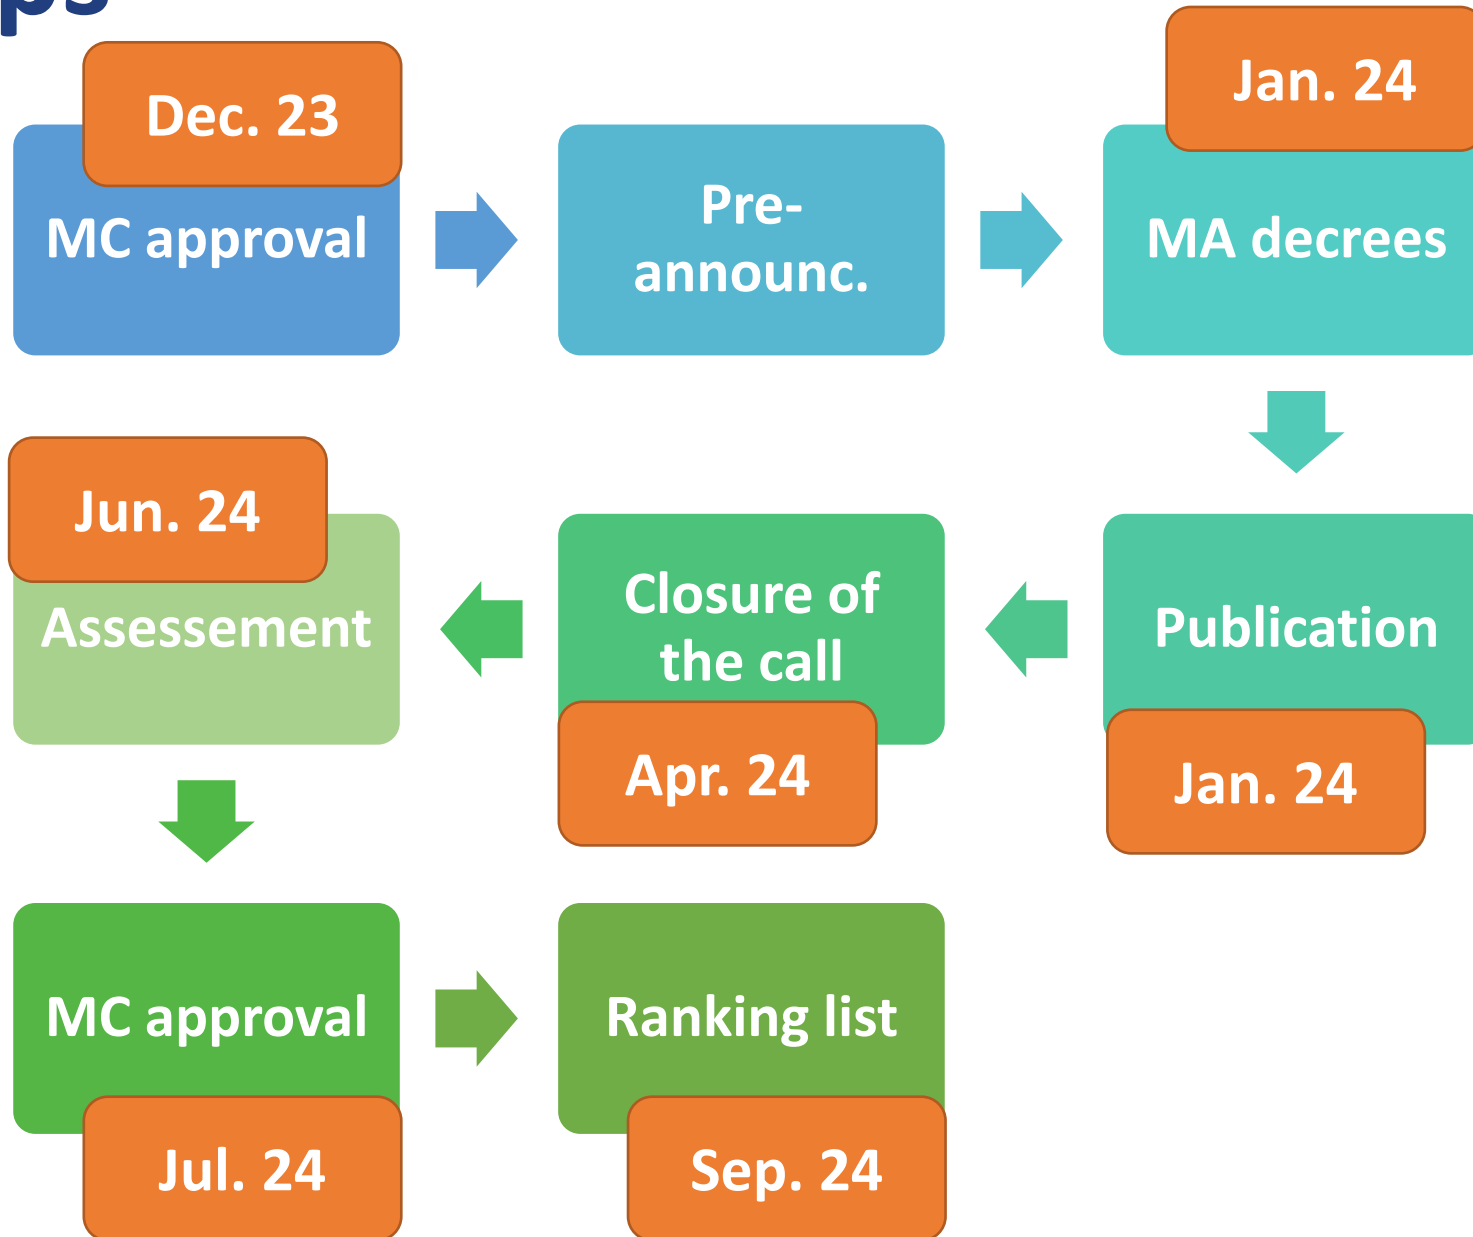 ps
Dec. 23
MC approval
Pre-
announc.
Jan. 24
MA decrees
Publication
Jan. 24
Closure of
the call
Apr. 24
Jun. 24
Assessement
MC approval
Jul. 24
Ranking list
Sep. 24